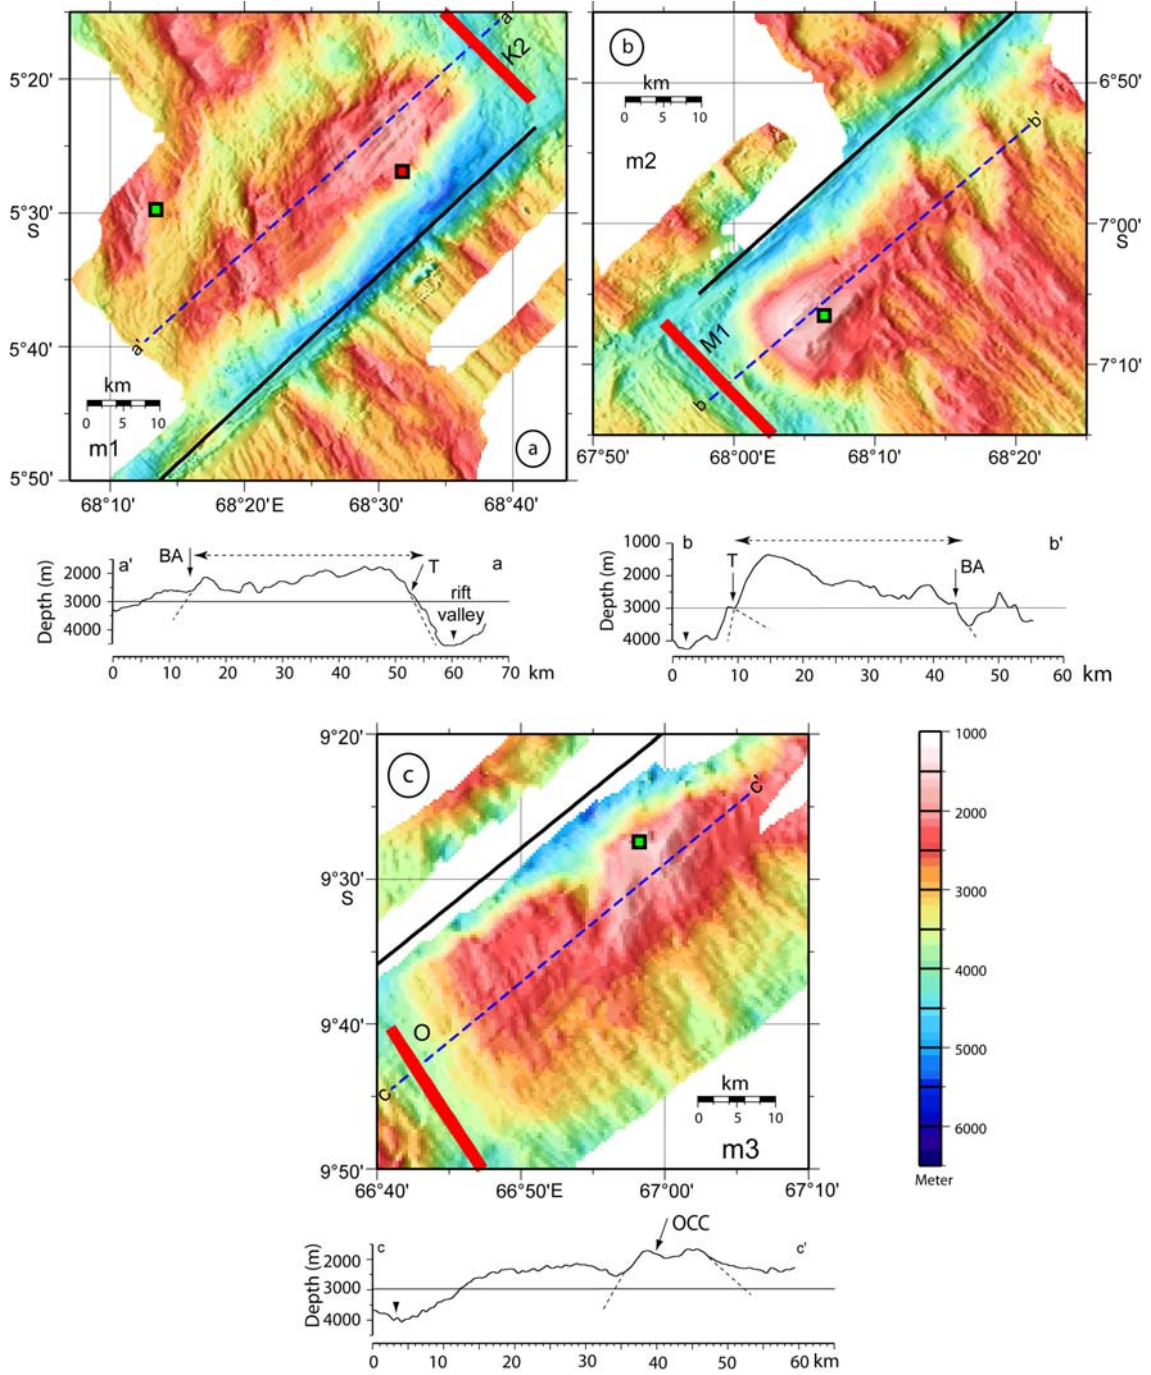 a
K2
5°20'
5°30'
S
5°40'
5°50'
a'
km
0 5 10
m1
a
68°10' 68°20'E 68°30' 68°40'
b
km
0 5 10
m2
b'
6°50'
7°00'
S
7°10'
M1
b
67°50' 68°00'E 68°10' 68°20'
BA
a' a
T
rift
valley
Depth (m)
2000
3000
4000
0 10 20 30 40 50 60 70 km
b b'
T
BA
Depth (m)
1000
2000
3000
4000
0 10 20 30 40 50 60 km
c
c'
9°20'
9°30'
S
9°40'
9°50'
O
c
km
0 5 10
m3
66°40' 66°50'E 67°00' 67°10'
1000
2000
3000
4000
5000
6000
Meter
OCC
c c'
Depth (m)
2000
3000
4000
0 10 20 30 40 50 60 km